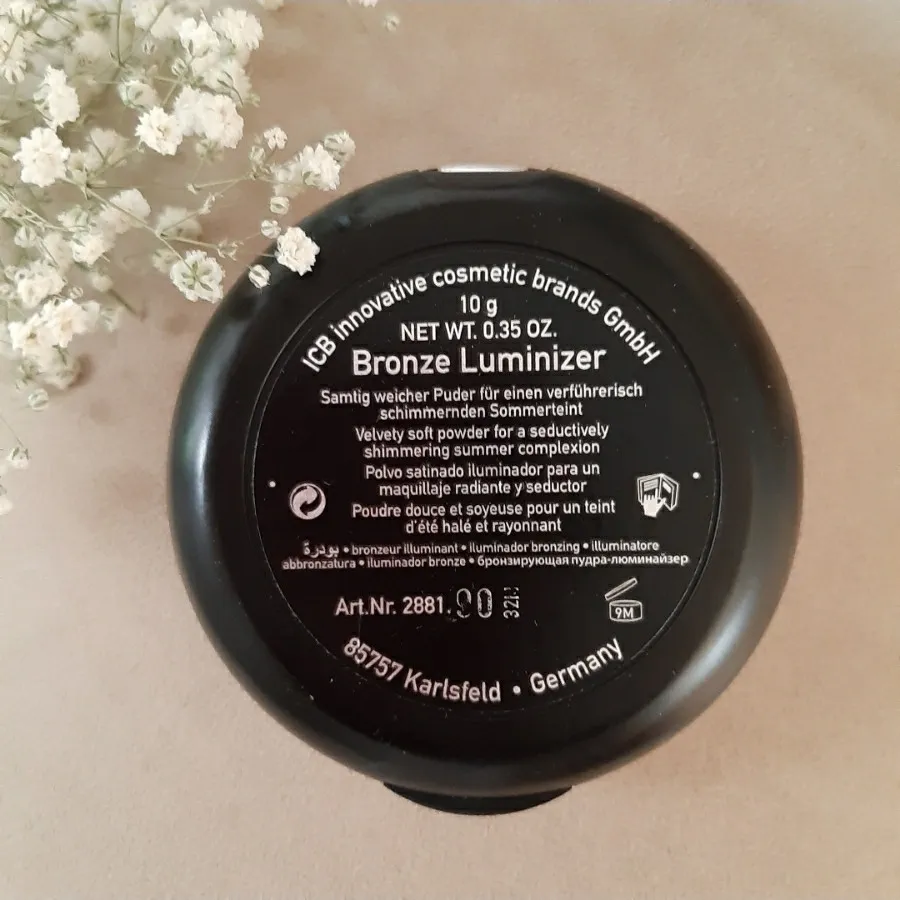 ICB innovative cosmetic brands GmbH
10 g
NET WT. 0.35 OZ.
Bronze Luminizer
Samtig weicher Puder für einen verführerisch
schimmernden Sommerteint
Velvety soft powder for a seductively
shimmering summer complexion
Polvo satinado iluminador para un
maquillaje radiante y seductor
Poudre douce et soyeuse pour un teint
d'été halé et rayonnant
بودرة • bronzeur illuminant • iluminador bronzing • illuminatore
abbronzatura • iluminador bronze • бронзирующая пудра-люминайзер
Art.Nr. 2881.90
9M
85757 Karlsfeld • Germany